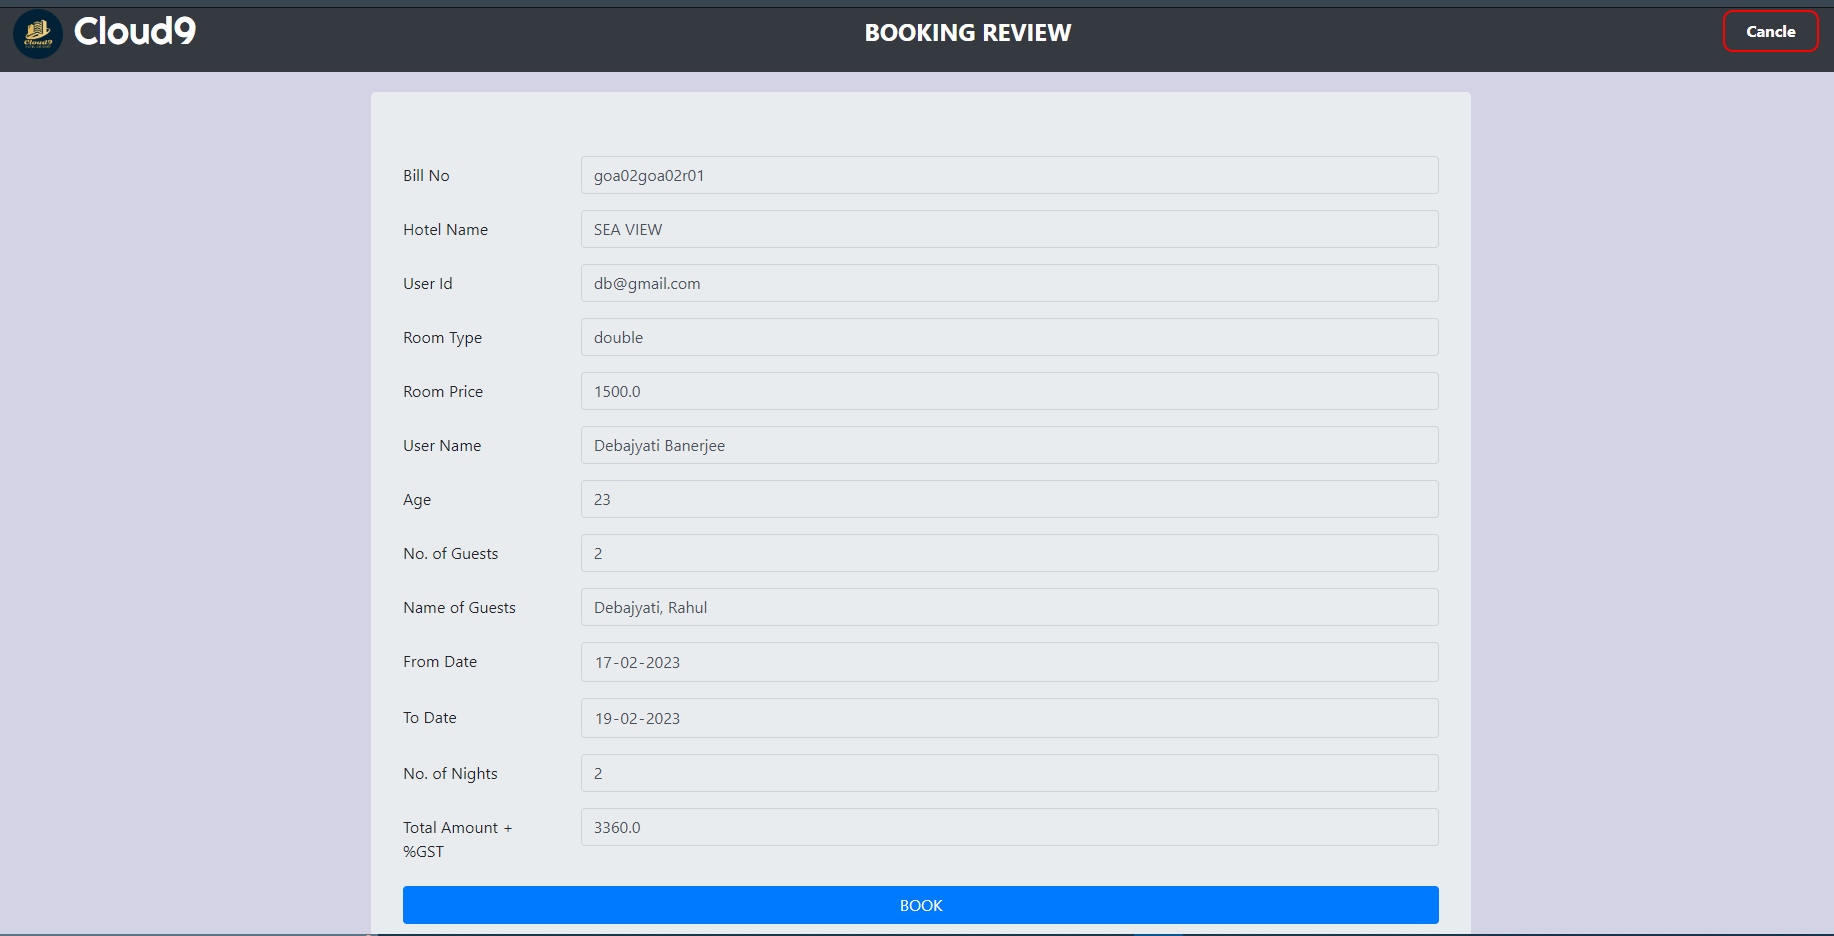 Cloud9
Cloud9
BOOKING REVIEW
Cancle
Bill No
goa02goa02r01
Hotel Name
SEA VIEW
User Id
db@gmail.com
Room Type
double
Room Price
1500.0
User Name
Debajyati Banerjee
Age
23
No. of Guests
2
Name of Guests
Debajyati, Rahul
From Date
17-02-2023
To Date
19-02-2023
No. of Nights
2
Total Amount +
%GST
3360.0
BOOK